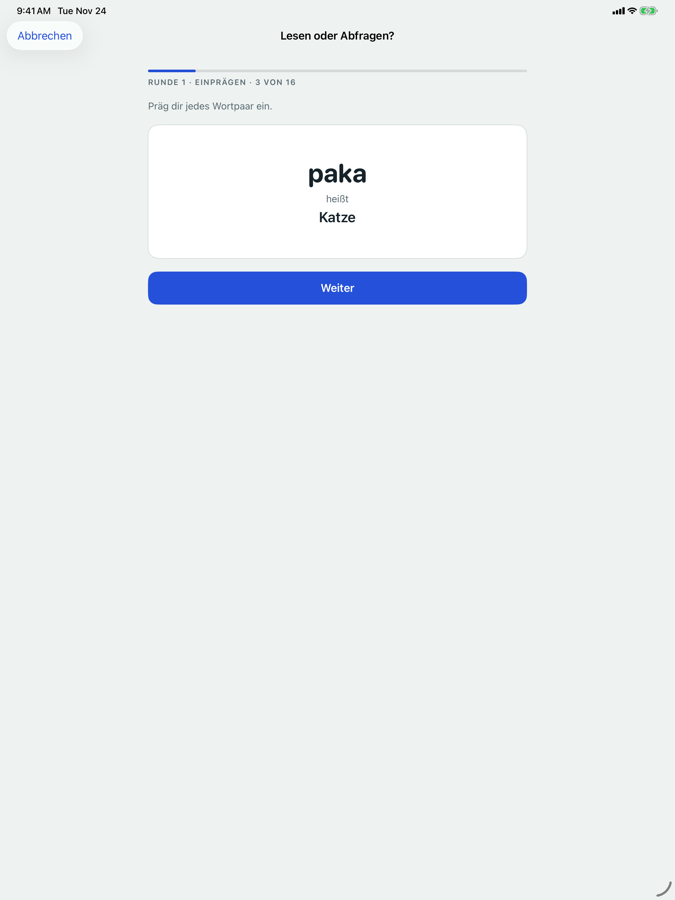 9:41 AM Tue Nov 24
Abbrechen
Lesen oder Abfragen?
RUNDE 1 · EINPRÄGEN · 3 VON 16
Präg dir jedes Wortpaar ein.
paka
heißt
Katze
Weiter